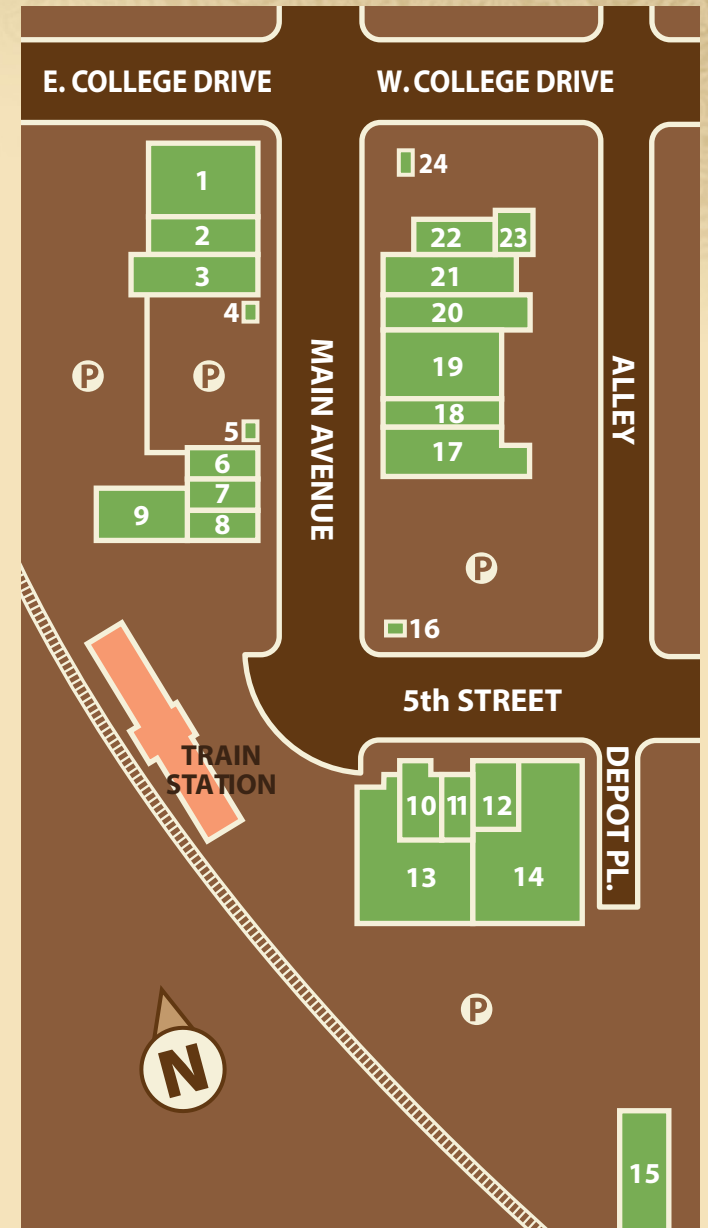 E. COLLEGE DRIVE
W. COLLEGE DRIVE
1
24
2
22
23
3
21
4
20
P
P
MAIN AVENUE
19
ALLEY
5
18
6
17
7
9
8
P
16
5th STREET
TRAIN
STATION
DEPOT PL.
10
11
12
13
14
P
N
15